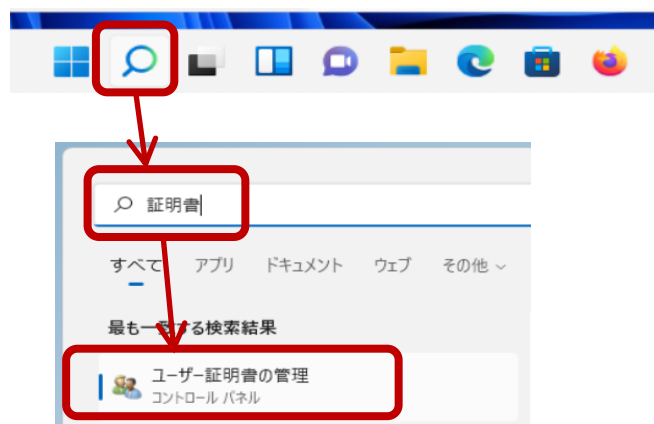 証明書
すべて アプリ ドキュメント ウェブ その他
最も一致する検索結果
ユーザー証明書の管理
コントロール パネル